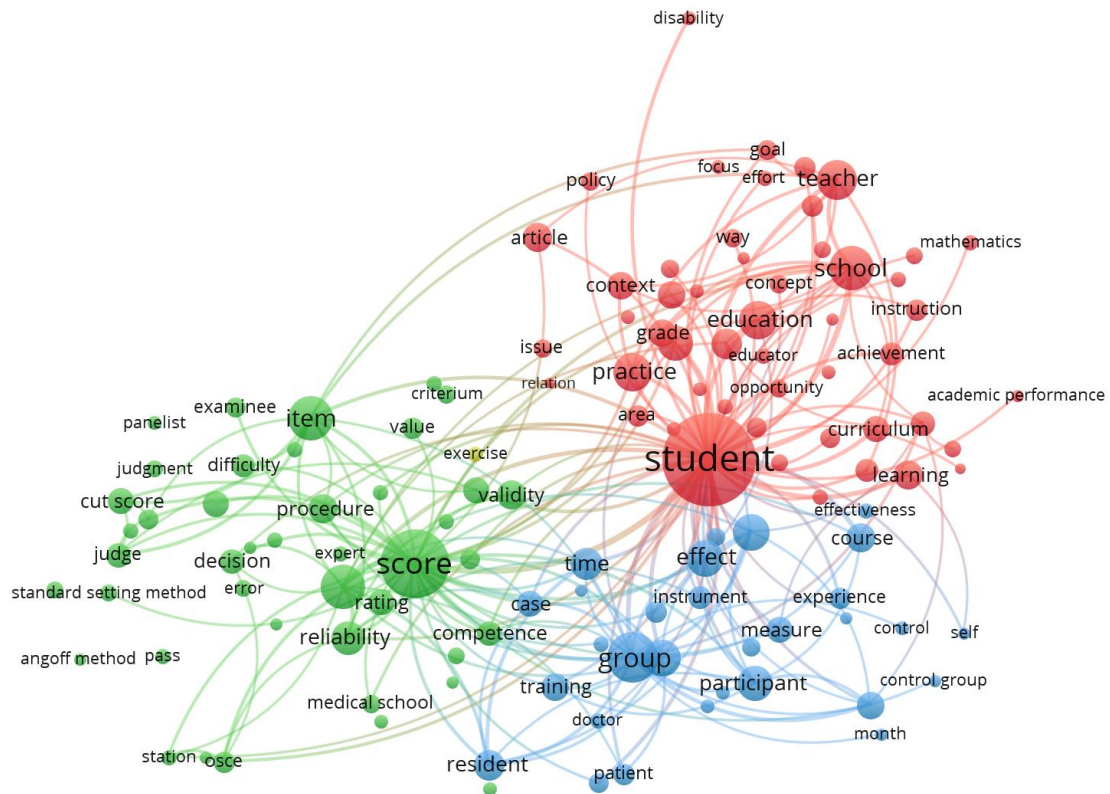 disability
goal
focus
effort
teacher
policy
article
way
mathematics
school
context
concept
education
instruction
grade
issue
educator
achievement
practice
relation
opportunity
criterium
academic performance
examinee
item
area
panelist
value
curriculum
student
exercise
judgment
difficulty
learning
cut score
validity
procedure
effectiveness
course
judge
expert
decision
score
time
effect
error
standard setting method
rating
case
instrument
experience
reliability
competence
measure
control
self
angoff method
pass
group
training
participant
control group
medical school
doctor
month
station
osce
resident
patient